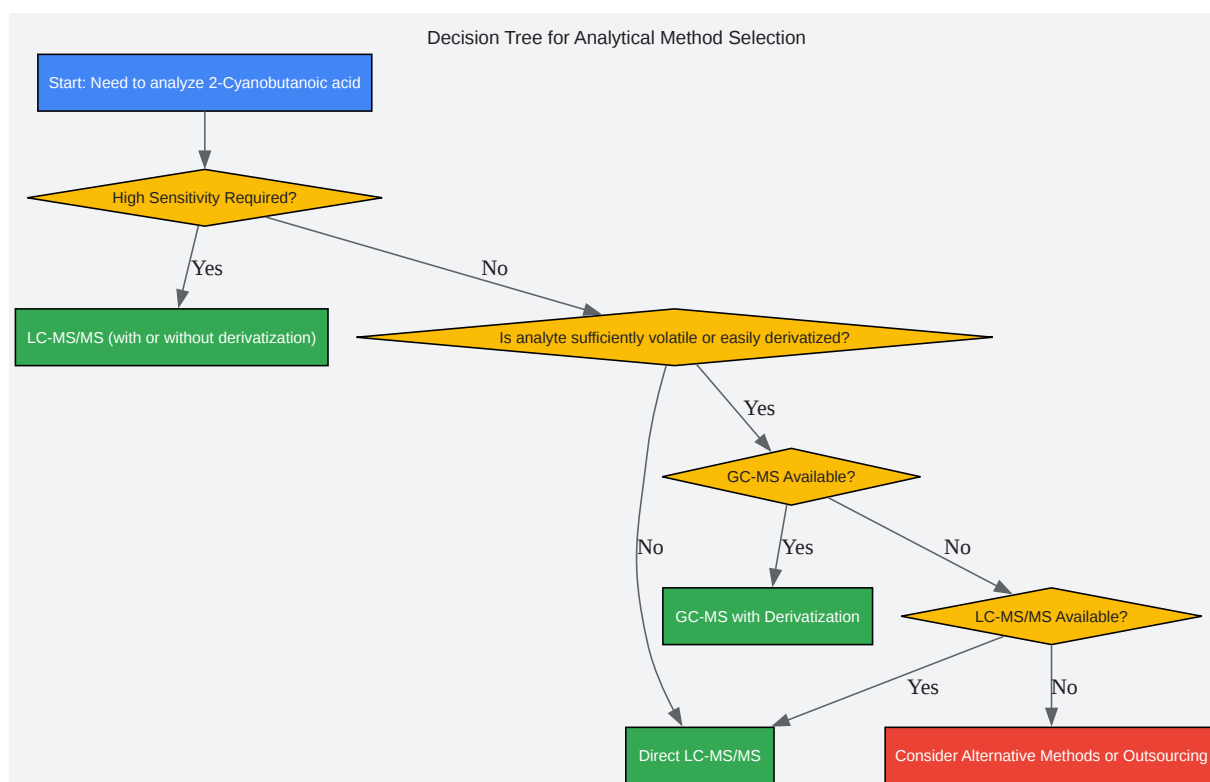 Decision Tree for Analytical Method Selection
Start: Need to analyze 2-Cyanobutanoic acid
High Sensitivity Required?
Yes
No
LC-MS/MS (with or without derivatization)
Is analyte sufficiently volatile or easily derivatized?
Yes
GC-MS Available?
No
Yes
No
GC-MS with Derivatization
LC-MS/MS Available?
Yes
No
Direct LC-MS/MS
Consider Alternative Methods or Outsourcing